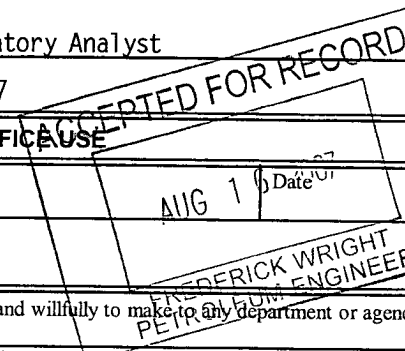 atory Analyst
7
ACCEPTED FOR RECORD
FICE USE
AUG 1
Date
FREDERICK WRIGHT
PETROLEUM ENGINEER
and willfully to make to any department or agenc